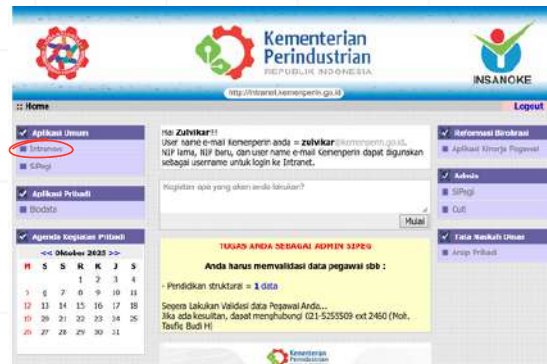 Kementerian
Perindustrian
REPUBLIK INDONESIA
INSANOKE
http://intranet.kemenperin.go.id
:: Home
Logout
Aplikasi Umum
Intranews
SiPegi
Aplikasi Pribadi
Biodata
Agenda Kegiatan Pribadi
<< Oktober 2025 >>
M S S R K J S
1 2 3 4
5 6 7 8 9 10 11
12 13 14 15 16 17 18
19 20 21 22 23 24 25
26 27 28 29 30 31
Hai Zulvikar!!
User name e-mail Kemenperin anda = zulvikar@kemenperin.go.id.
NIP lama, NIP baru, dan user name e-mail Kemenperin dapat digunakan
sebagai username untuk login ke Intranet.
Kegiatan apa yang akan anda lakukan?
Mulai
TUGAS ANDA SEBAGAI ADMIN SIPEG
Anda harus memvalidasi data pegawai sbb :
- Pendidikan struktural = 1 data
Segera Lakukan Validasi data Pegawai Anda...
Jika ada kesulitan, dapat menghubungi 021-5255509 ext 2460 (Moh.
Taufiq Budi H)
Kementerian
Reformasi Birokrasi
Aplikasi Kinerja Pegawai
Admin
SiPegi
Cuti
Tata Naskah Dinas
Arsip Pribadi